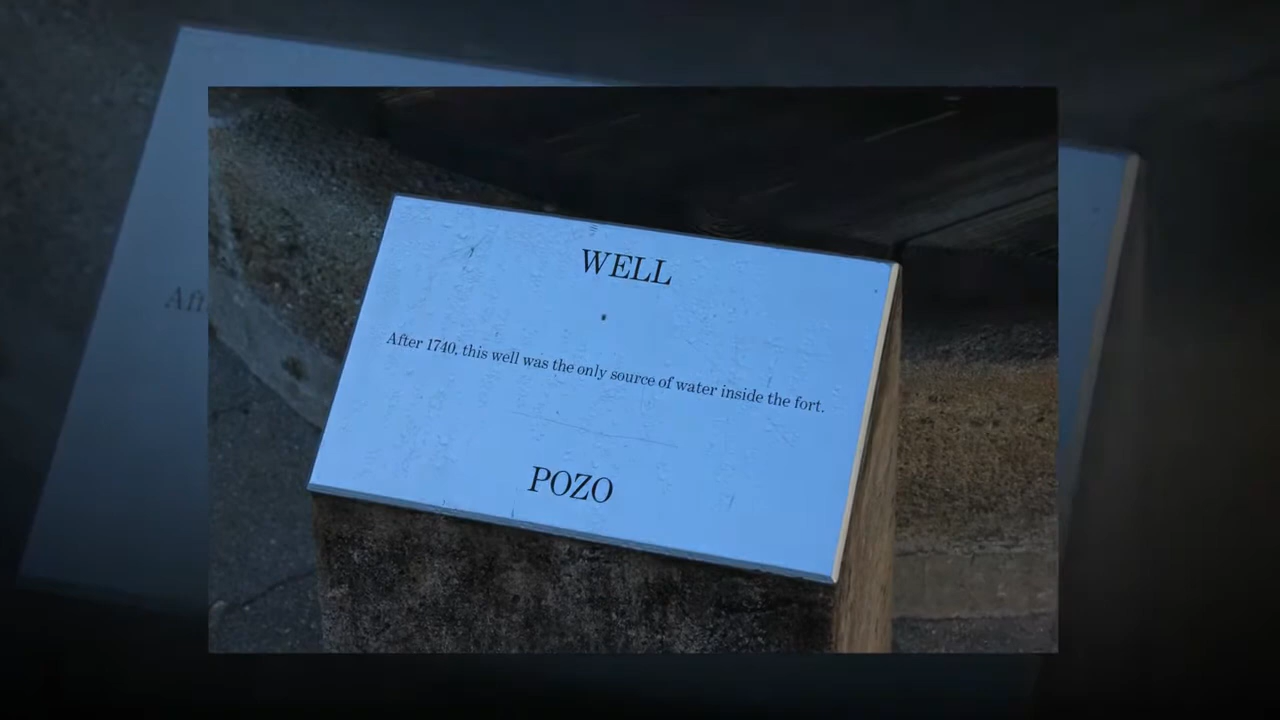 WELL
After 1740, this well was the only source of water inside the fort.
POZO